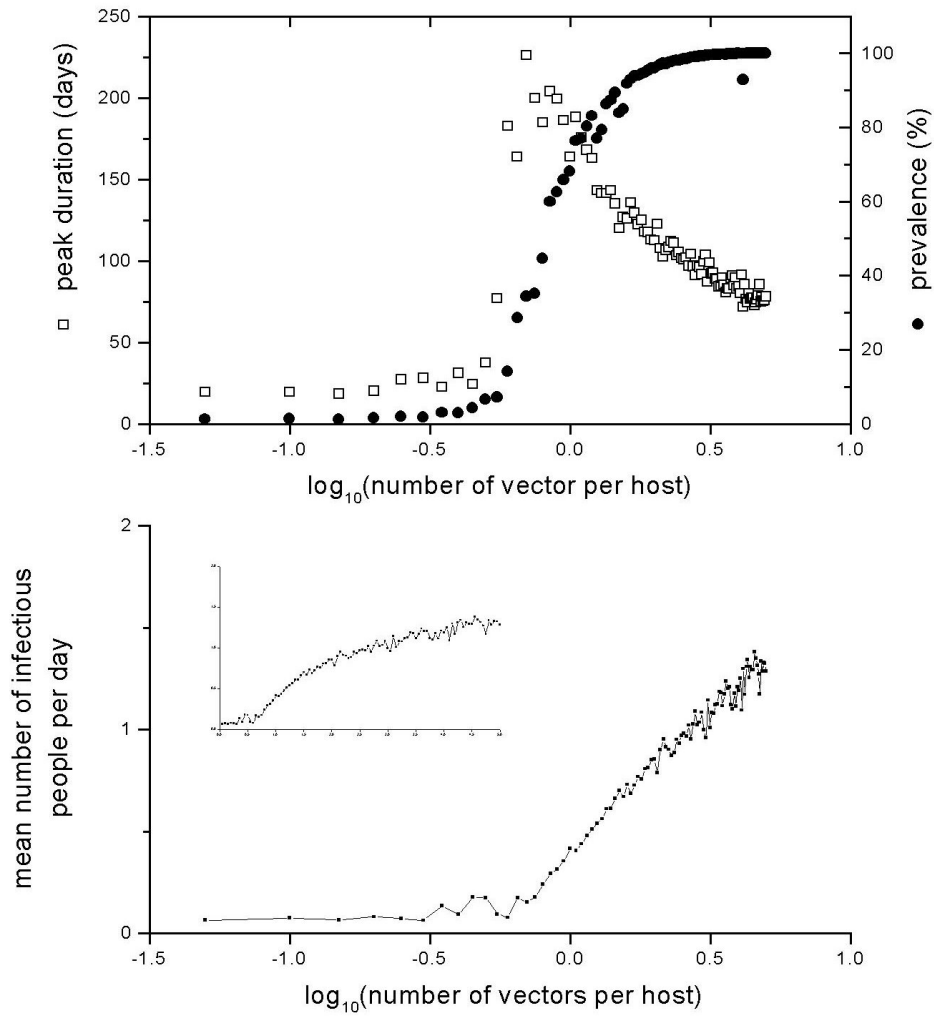 250
200
150
100
50
0
peak duration (days)
100
80
60
40
20
0
prevalence (%)
-1.5 -1.0 -0.5 0.0 0.5 1.0
log10(number of vector per host)
2
1
0
mean number of infectious
people per day
-1.5 -1.0 -0.5 0.0 0.5 1.0
log10(number of vectors per host)